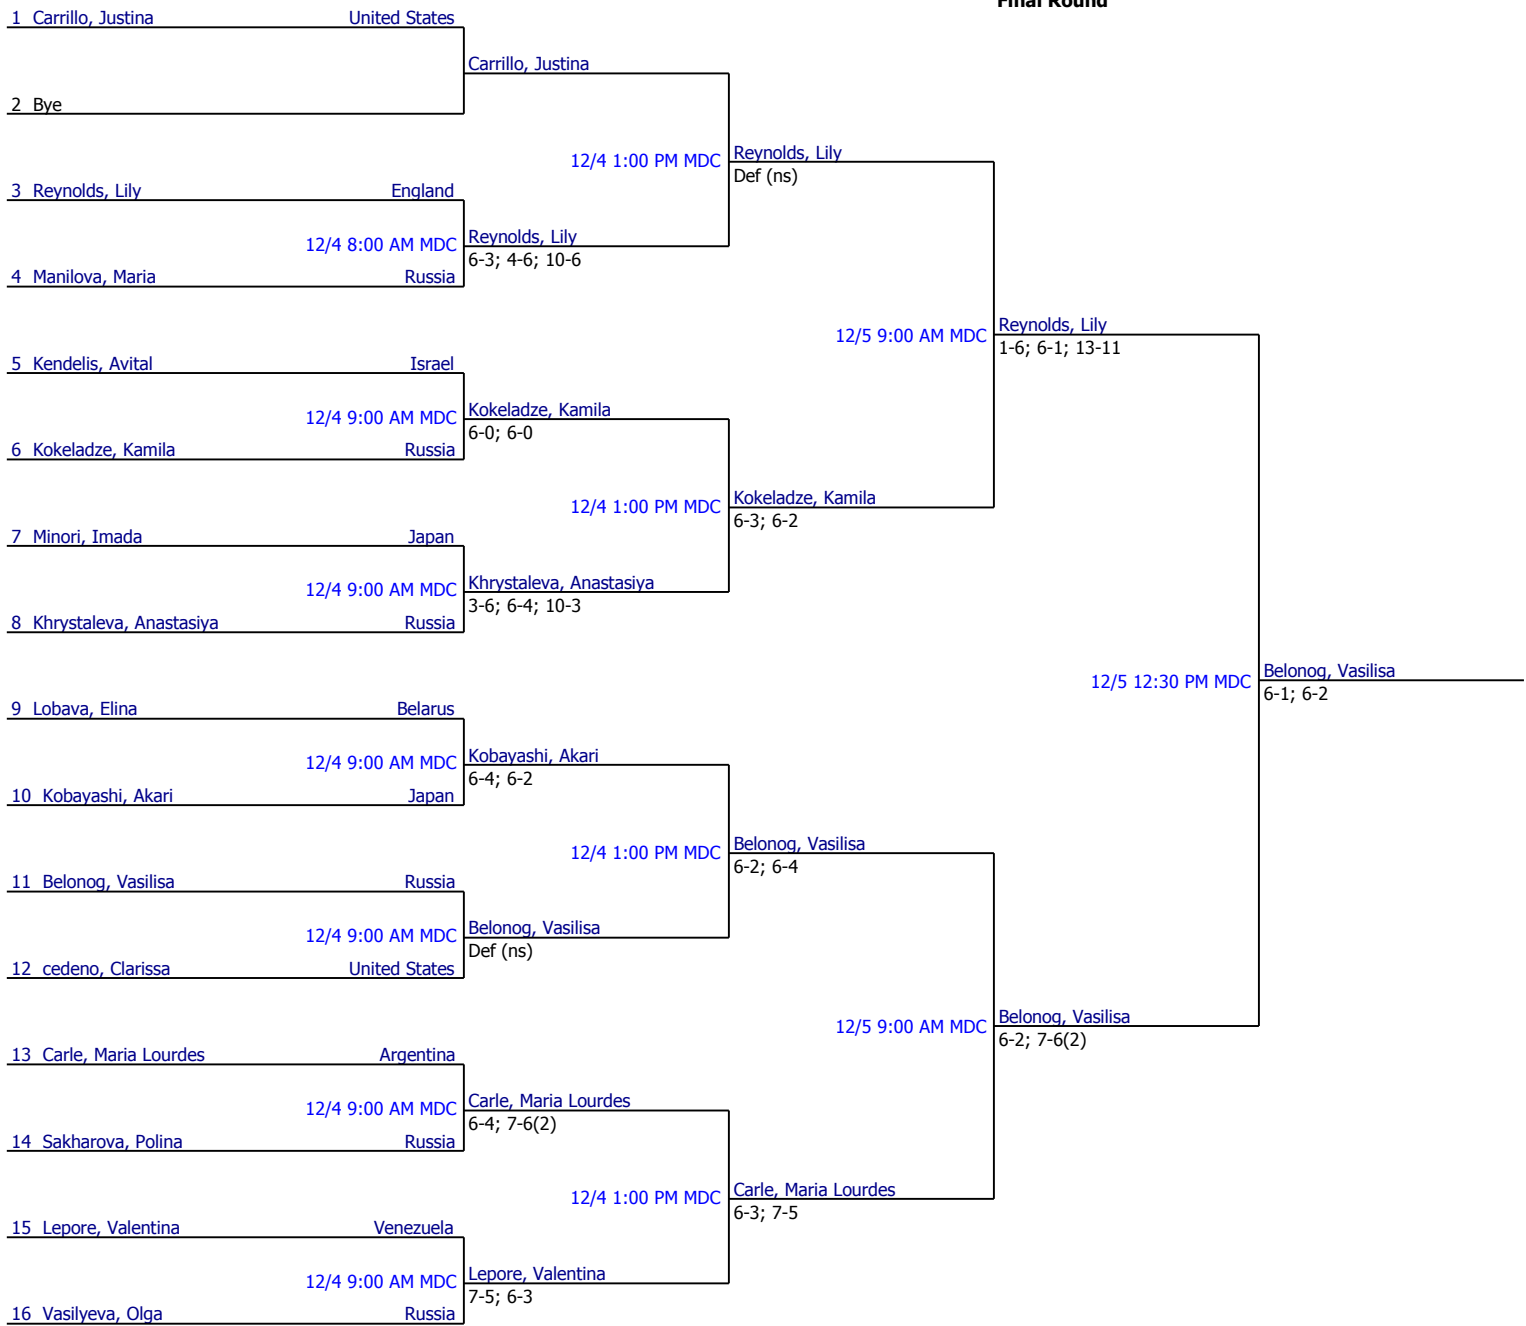 Final Round
1 Carrillo, Justina United States
Carrillo, Justina
2 Bye
12/4 1:00 PM MDC Reynolds, Lily
Def (ns)
3 Reynolds, Lily England
12/4 8:00 AM MDC Reynolds, Lily
6-3; 4-6; 10-6
4 Manilova, Maria Russia
12/5 9:00 AM MDC Reynolds, Lily
1-6; 6-1; 13-11
5 Kendelis, Avital Israel
12/4 9:00 AM MDC Kokeladze, Kamila
6-0; 6-0
6 Kokeladze, Kamila Russia
12/4 1:00 PM MDC Kokeladze, Kamila
6-3; 6-2
7 Minori, Imada Japan
12/4 9:00 AM MDC Khrystaleva, Anastasiya
3-6; 6-4; 10-3
8 Khrystaleva, Anastasiya Russia
12/5 12:30 PM MDC Belonog, Vasilisa
6-1; 6-2
9 Lobava, Elina Belarus
12/4 9:00 AM MDC Kobayashi, Akari
6-4; 6-2
10 Kobayashi, Akari Japan
12/4 1:00 PM MDC Belonog, Vasilisa
6-2; 6-4
11 Belonog, Vasilisa Russia
12/4 9:00 AM MDC Belonog, Vasilisa
Def (ns)
12 cedeno, Clarissa United States
12/5 9:00 AM MDC Belonog, Vasilisa
6-2; 7-6(2)
13 Carle, Maria Lourdes Argentina
12/4 9:00 AM MDC Carle, Maria Lourdes
6-4; 7-6(2)
14 Sakharova, Polina Russia
12/4 1:00 PM MDC Carle, Maria Lourdes
6-3; 7-5
15 Lepore, Valentina Venezuela
12/4 9:00 AM MDC Lepore, Valentina
7-5; 6-3
16 Vasilyeva, Olga Russia